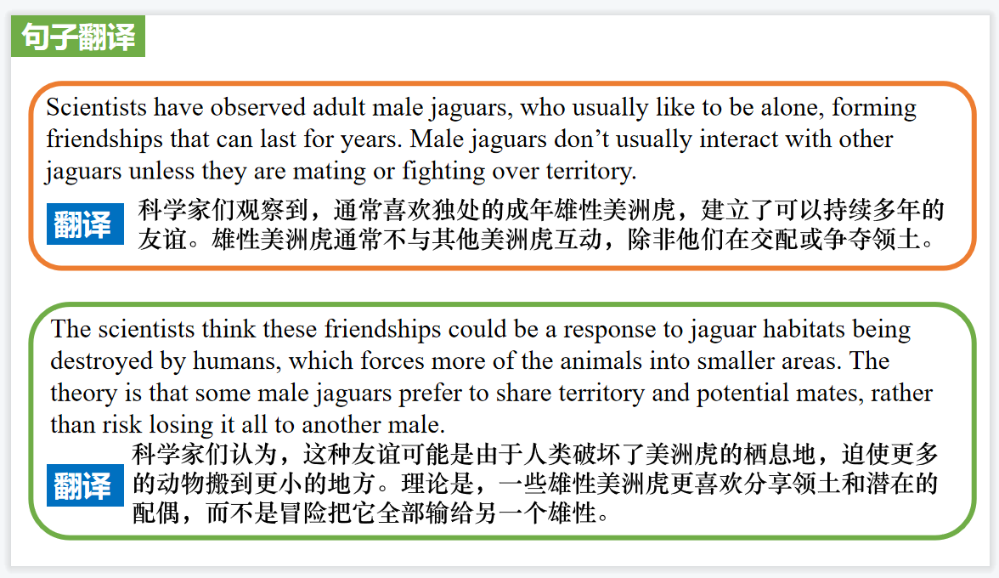 句子翻译
Scientists have observed adult male jaguars, who usually like to be alone, forming
friendships that can last for years. Male jaguars don’t usually interact with other
jaguars unless they are mating or fighting over territory.
翻译
科学家们观察到，通常喜欢独处的成年雄性美洲虎，建立了可以持续多年的
友谊。雄性美洲虎通常不与其他美洲虎互动，除非他们在交配或争夺领土。
The scientists think these friendships could be a response to jaguar habitats being
destroyed by humans, which forces more of the animals into smaller areas. The
theory is that some male jaguars prefer to share territory and potential mates, rather
than risk losing it all to another male.
翻译
科学家们认为，这种友谊可能是由于人类破坏了美洲虎的栖息地，迫使更多
的动物搬到更小的地方。理论是，一些雄性美洲虎更喜欢分享领土和潜在的
配偶，而不是冒险把它全部输给另一个雄性。